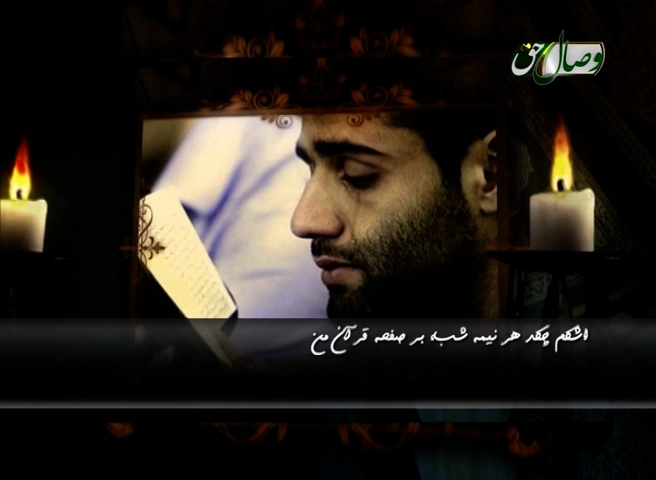 وصال حق
اشکم چکد هر نیمه شب بر صفحه قرآن من